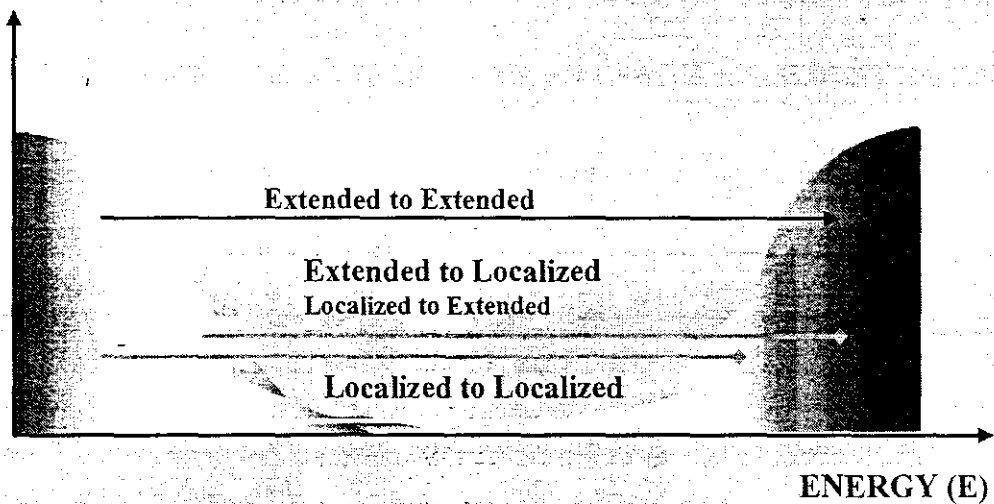 Extended to Extended
Extended to Localized
Localized to Extended
Localized to Localized
ENERGY (E)